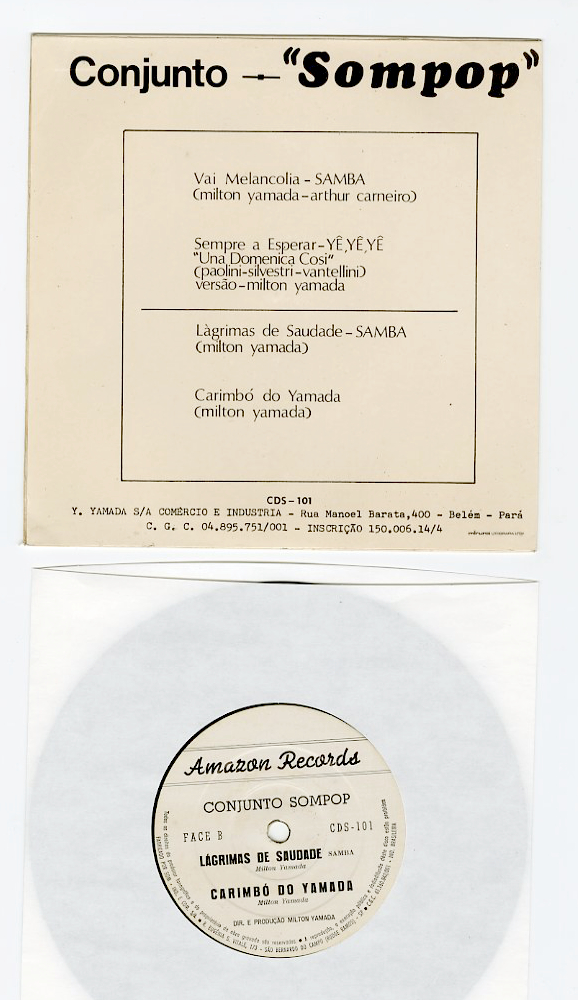 Conjunto — "Sompop"
Vai Melancolia – SAMBA
(milton yamada–arthur carneiro)
Sempre a Esperar–YÊ,YÊ,YÊ
"Una Domenica Cosi"
(paolini-silvestri-vantellini)
versão–milton yamada
Làgrimas de Saudade – SAMBA
(milton yamada)
Carimbó do Yamada
(milton yamada)
CDS–101
Y. YAMADA S/A COMÉRCIO E INDUSTRIA – Rua Manoel Barata,400 – Belém – Pará
C. G. C. 04.895.751/001 – INSCRIÇÃO 150.006.14/4
Amazon Records
CONJUNTO SOMPOP
FACE B
CDS-101
LÁGRIMAS DE SAUDADE SAMBA
Milton Yamada
CARIMBÓ DO YAMADA
Milton Yamada
DIR. E PRODUÇÃO MILTON YAMADA